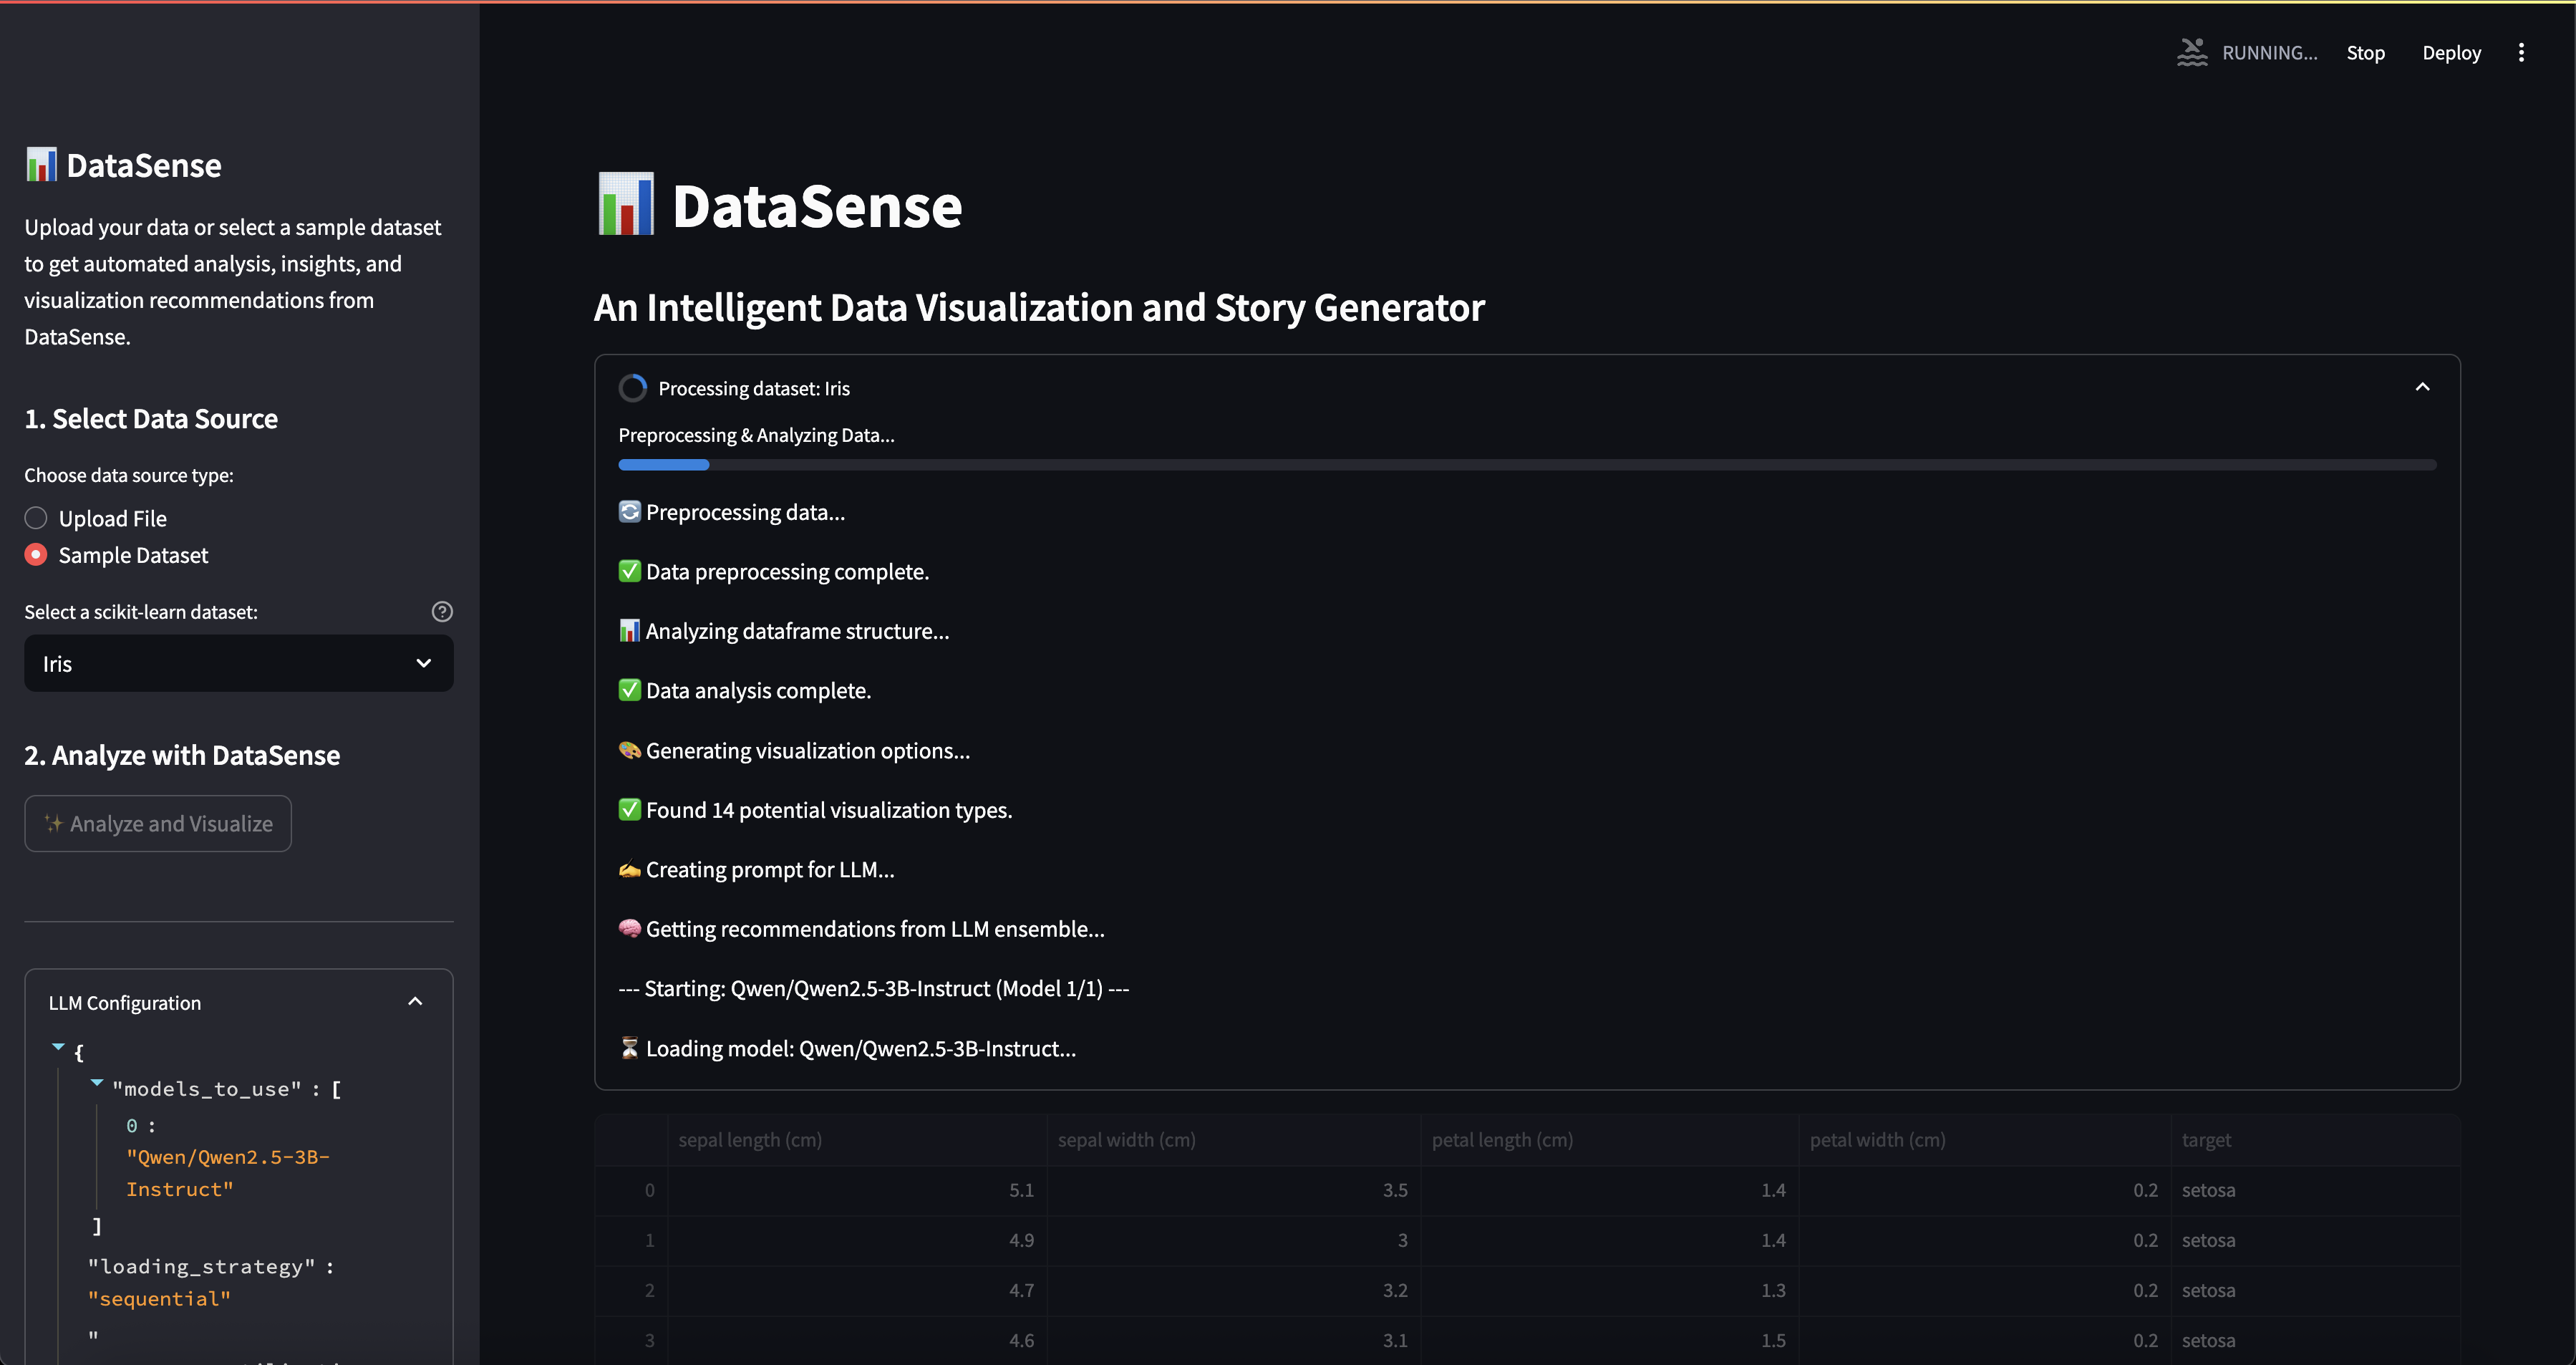 RUNNING...
Stop
Deploy
DataSense
Upload your data or select a sample dataset
to get automated analysis, insights, and
visualization recommendations from
DataSense.
1. Select Data Source
Choose data source type:
Upload File
Sample Dataset
Select a scikit-learn dataset:
Iris
2. Analyze with DataSense
Analyze and Visualize
LLM Configuration
{
"models_to_use" : [
0 :
"Qwen/Qwen2.5-3B-
Instruct"
]
"loading_strategy" :
"sequential"
"
DataSense
An Intelligent Data Visualization and Story Generator
Processing dataset: Iris
Preprocessing & Analyzing Data...
Preprocessing data...
Data preprocessing complete.
Analyzing dataframe structure...
Data analysis complete.
Generating visualization options...
Found 14 potential visualization types.
Creating prompt for LLM...
Getting recommendations from LLM ensemble...
--- Starting: Qwen/Qwen2.5-3B-Instruct (Model 1/1) ---
Loading model: Qwen/Qwen2.5-3B-Instruct...
sepal length (cm) sepal width (cm) petal length (cm) petal width (cm) target
0 5.1 3.5 1.4 0.2 setosa
1 4.9 3 1.4 0.2 setosa
2 4.7 3.2 1.3 0.2 setosa
3 4.6 3.1 1.5 0.2 setosa